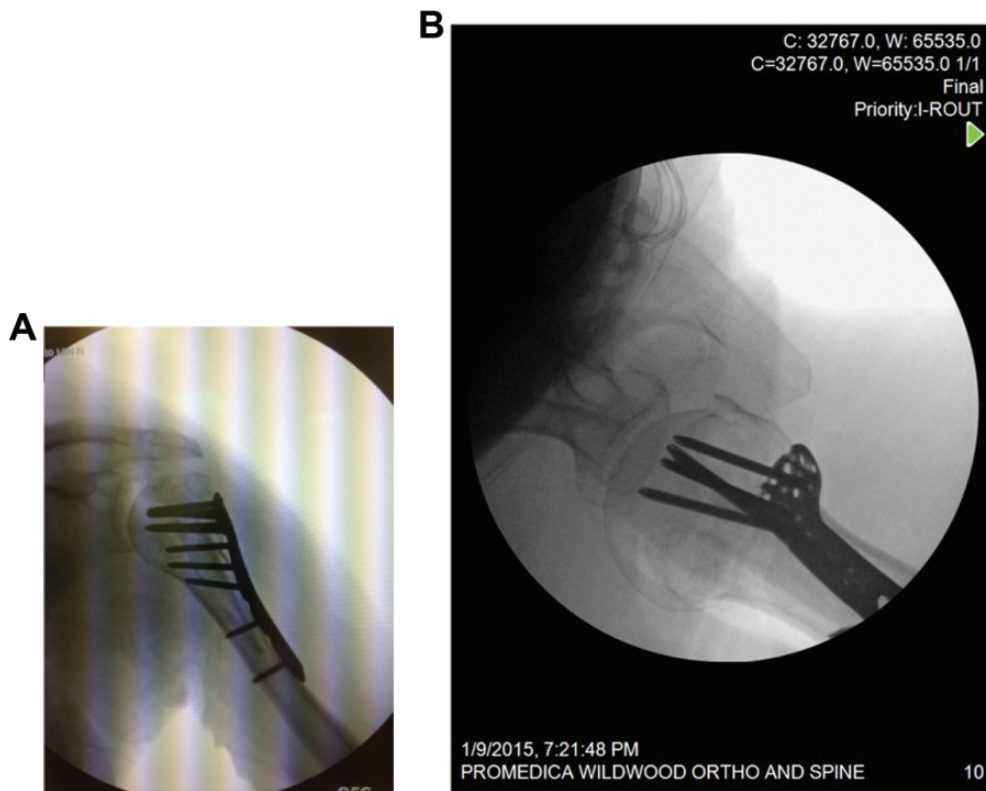 B
C: 32767.0, W: 65535.0
C=32767.0, W=65535.0 1/1
Final
Priority:I-ROUT
A
1/9/2015, 7:21:48 PM
PROMEDICA WILDWOOD ORTHO AND SPINE
10